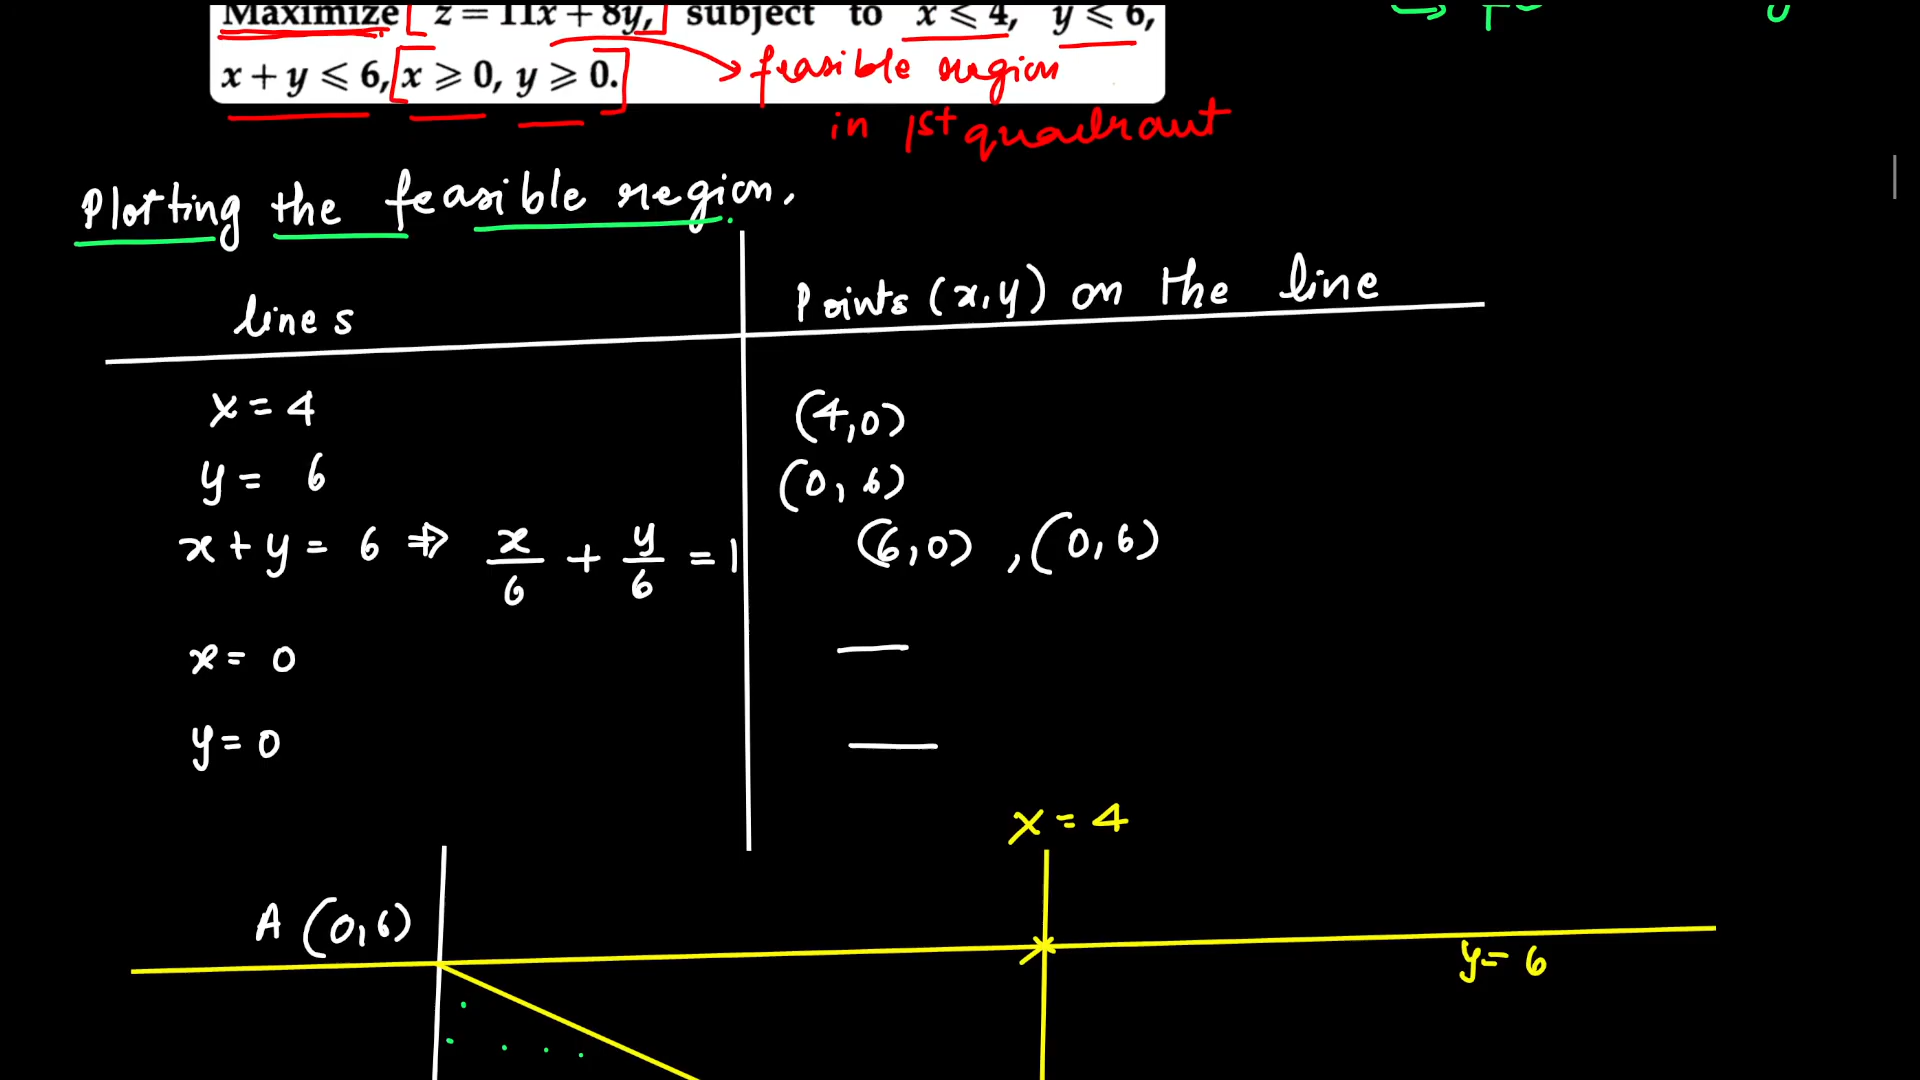 Maximize z = 11x + 8y, subject to x ⩽ 4, y ⩽ 6,
x + y ⩽ 6, x ⩾ 0, y ⩾ 0.
feasible region
in 1st quadrant
Plotting the feasible region.
lines Points (x,y) on the line
x = 4 (4,0)
y = 6 (0,6)
x + y = 6 ⇒ x/6 + y/6 = 1 (6,0) , (0,6)
x = 0 —
y = 0 —
x = 4
A (0,6)
y = 6